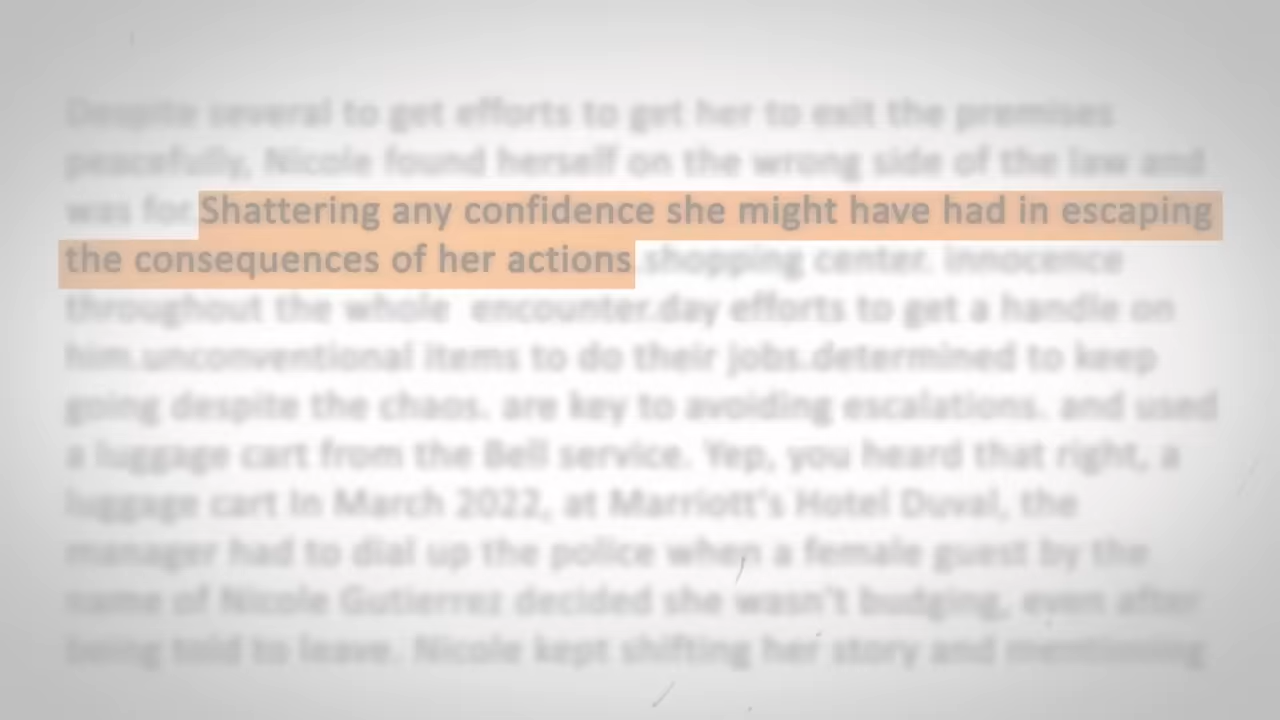 Despite several to get efforts to get her to exit the premises
peacefully, Nicole found herself on the wrong side of the law and
was for.Shattering any confidence she might have had in escaping
the consequences of her actions.shopping center. innocence
throughout the whole  encounter.day efforts to get a handle on
him.unconventional items to do their jobs.determined to keep
going despite the chaos. are key to avoiding escalations. and used
a luggage cart from the Bell service. Yep, you heard that right, a
luggage cart In March 2022, at Marriott's Hotel Duval, the
manager had to dial up the police when a female guest by the
name of Nicole Gutierrez decided she wasn't budging, even after
being told to leave. Nicole kept shifting her story and mentioning